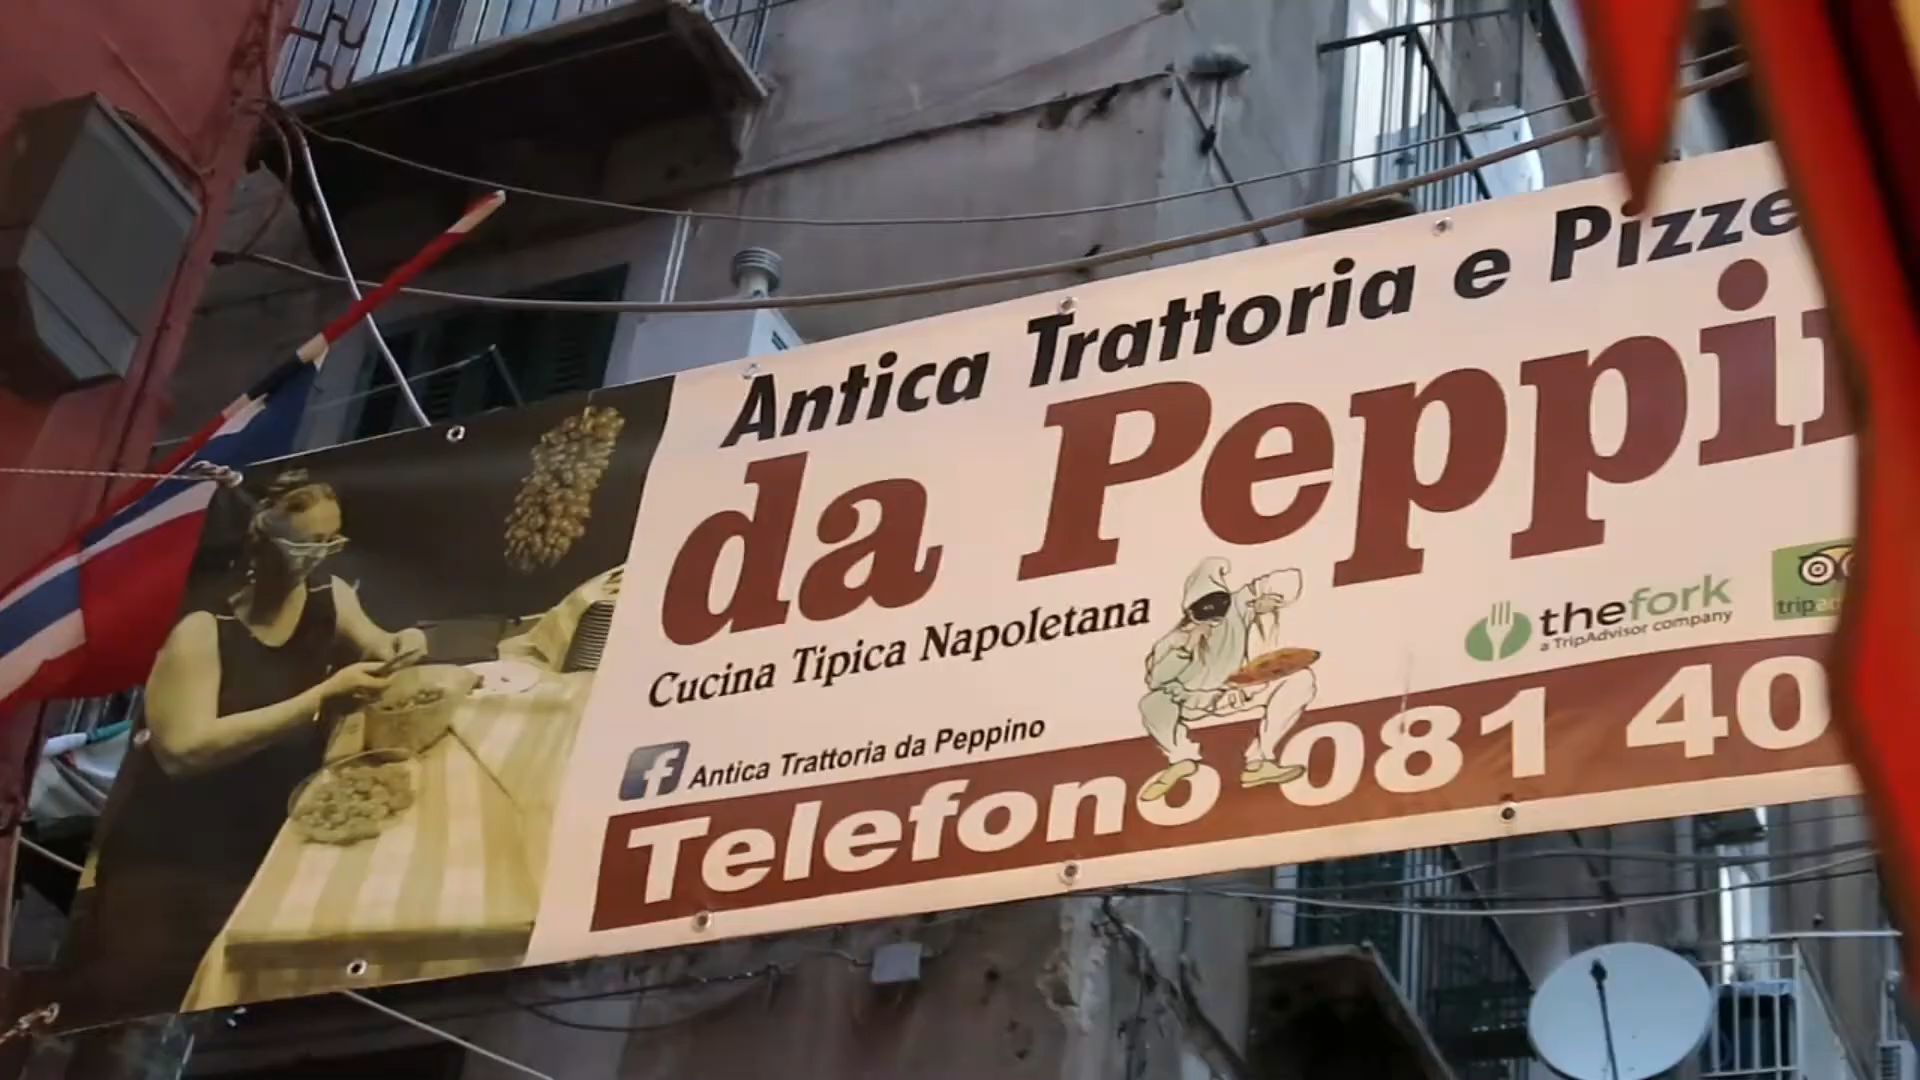 Antica Trattoria e Pizze
da Peppi
Cucina Tipica Napoletana
thefork
a TripAdvisor company
f Antica Trattoria da Peppino
Telefono 081 40